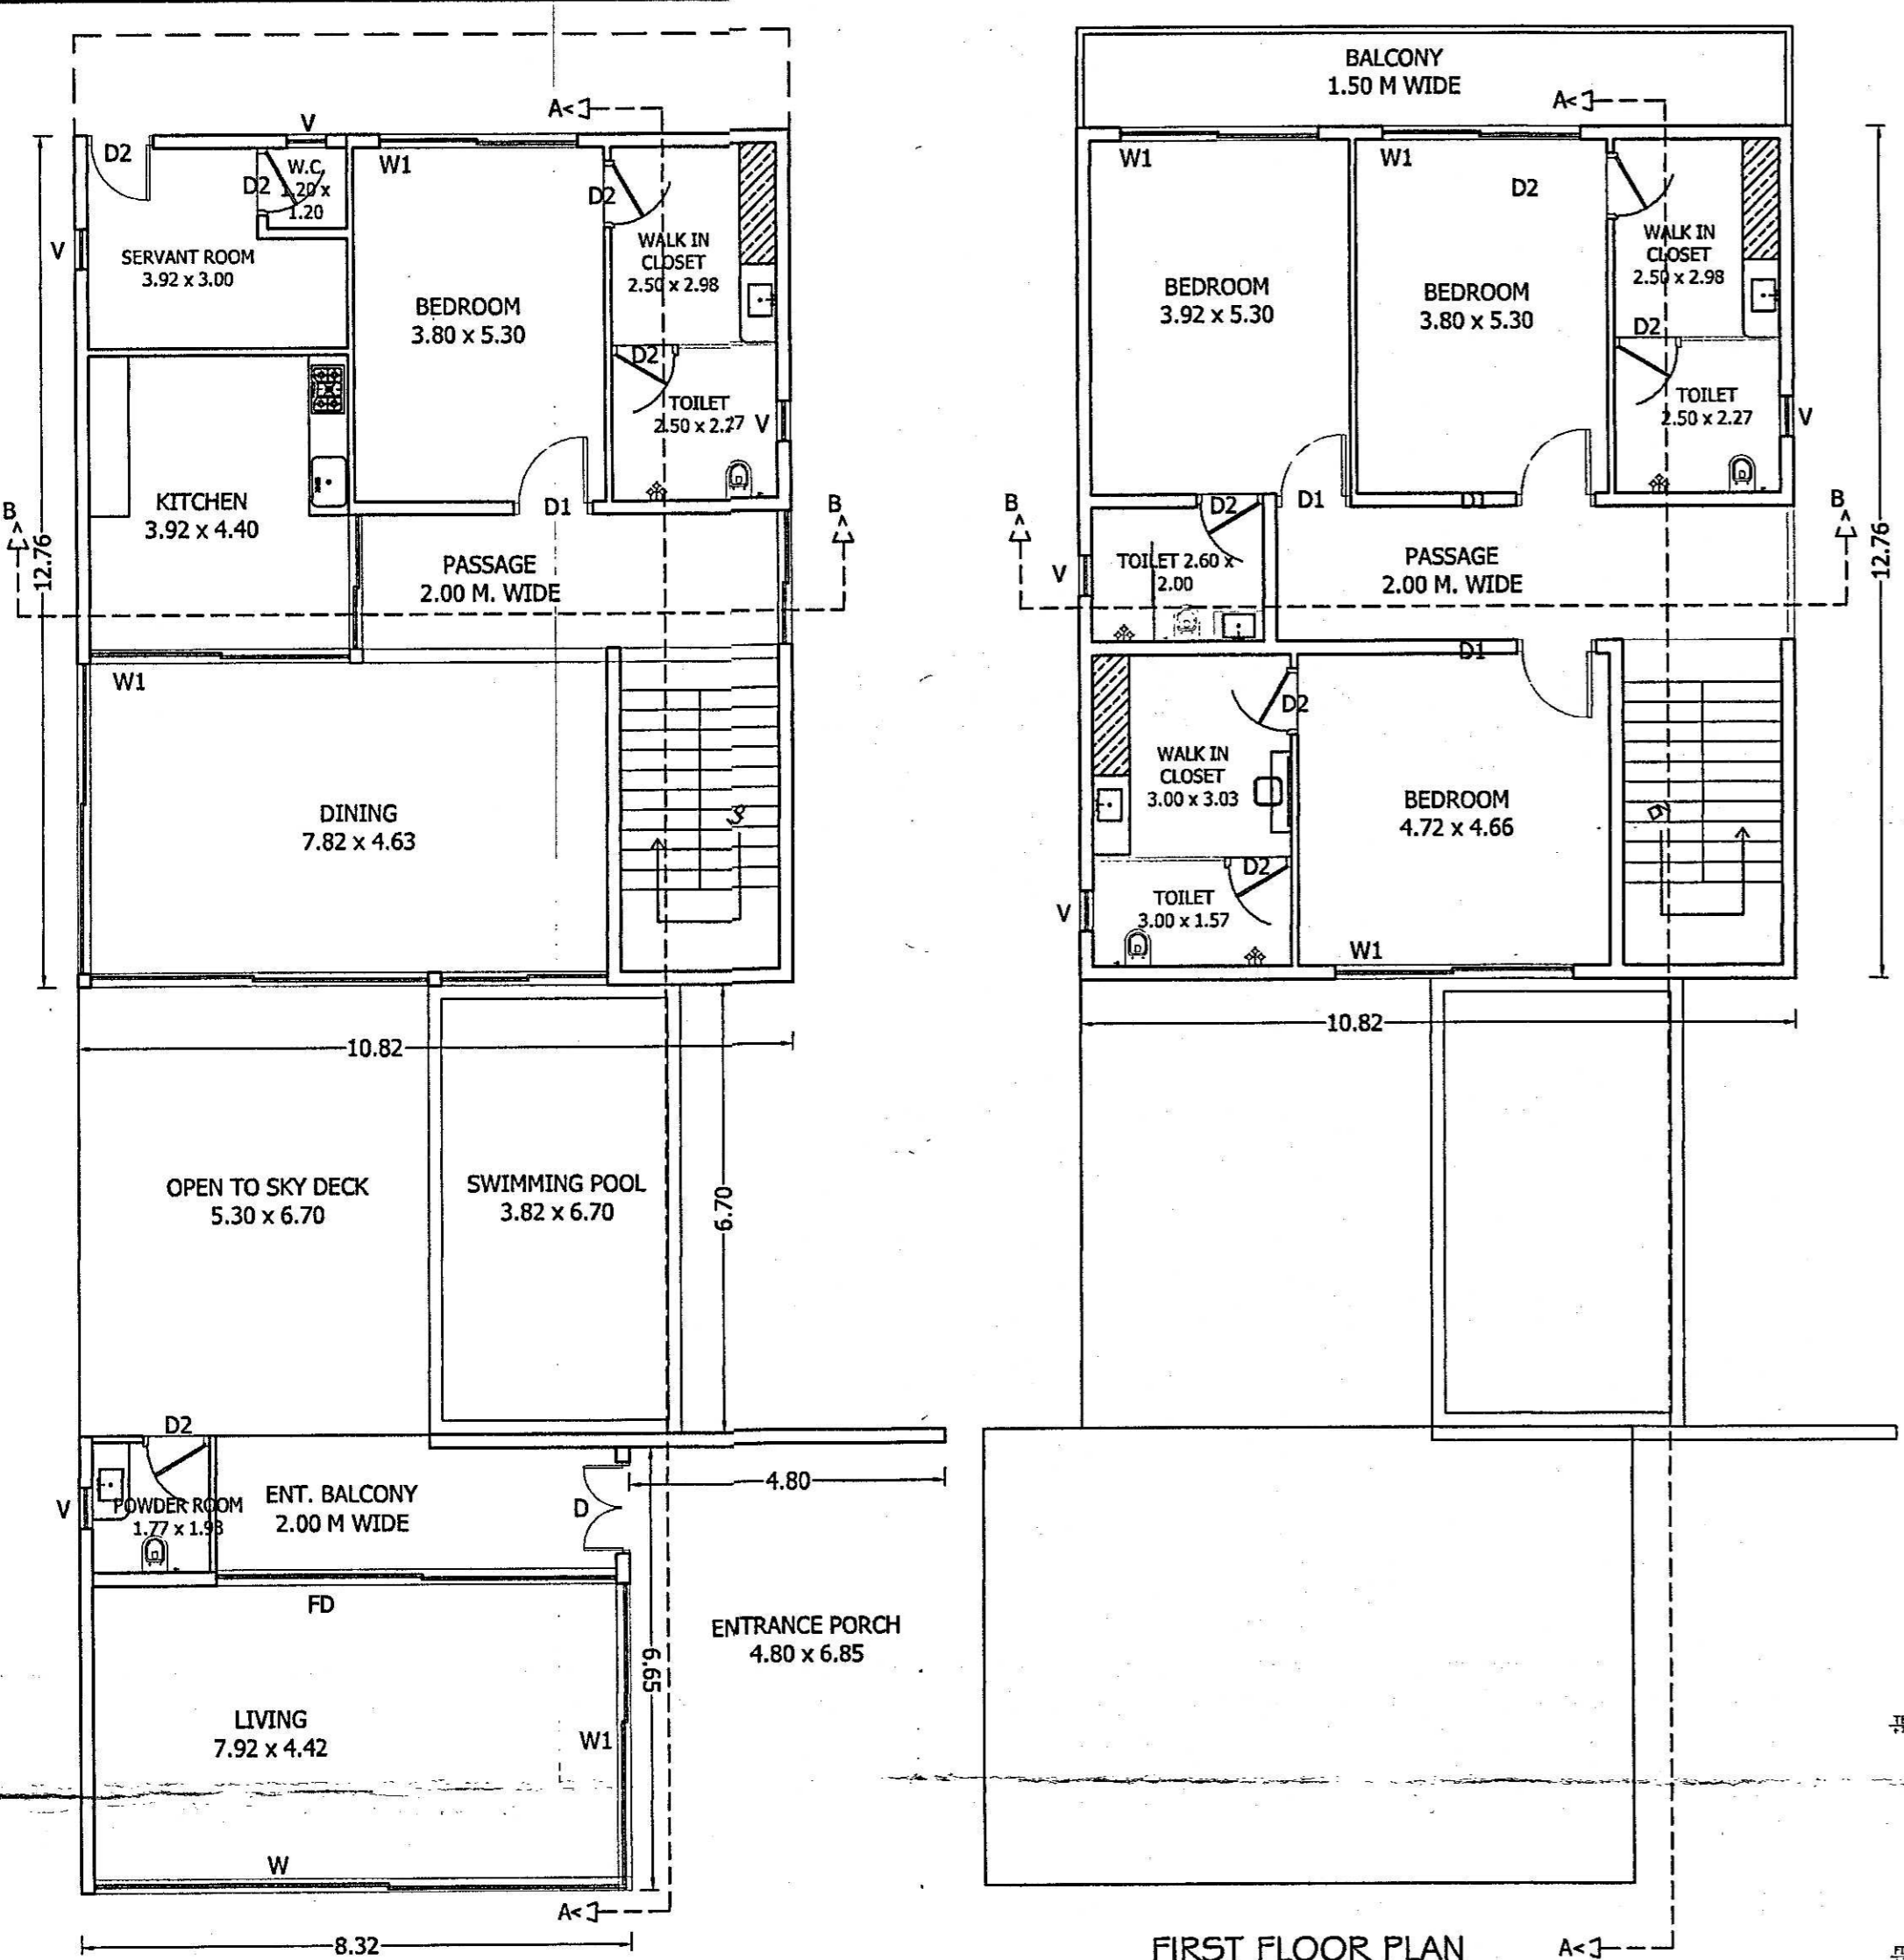 A<
V
D2
W1
W.C.
1.20 x
1.20
D2
D2
V
SERVANT ROOM
3.92 x 3.00
WALK IN
CLOSET
2.50 x 2.98
BEDROOM
3.80 x 5.30
D2
TOILET
2.50 x 2.27
V
KITCHEN
3.92 x 4.40
D1
B
B
12.76
PASSAGE
2.00 M. WIDE
W1
DINING
7.82 x 4.63
10.82
OPEN TO SKY DECK
5.30 x 6.70
SWIMMING POOL
3.82 x 6.70
6.70
D2
4.80
V
POWDER ROOM
1.77 x 1.93
ENT. BALCONY
2.00 M WIDE
D
FD
ENTRANCE PORCH
4.80 x 6.85
6.65
LIVING
7.92 x 4.42
W1
W
A<
8.32
BALCONY
1.50 M WIDE
A<
W1
W1
D2
WALK IN
CLOSET
2.50 x 2.98
BEDROOM
3.92 x 5.30
BEDROOM
3.80 x 5.30
D2
TOILET
2.50 x 2.27
V
D1
D1
D2
B
B
12.76
V
TOILET 2.60 x
2.00
PASSAGE
2.00 M. WIDE
D1
D2
WALK IN
CLOSET
3.00 x 3.03
BEDROOM
4.72 x 4.66
D2
V
TOILET
3.00 x 1.57
W1
10.82
FIRST FLOOR PLAN
A<